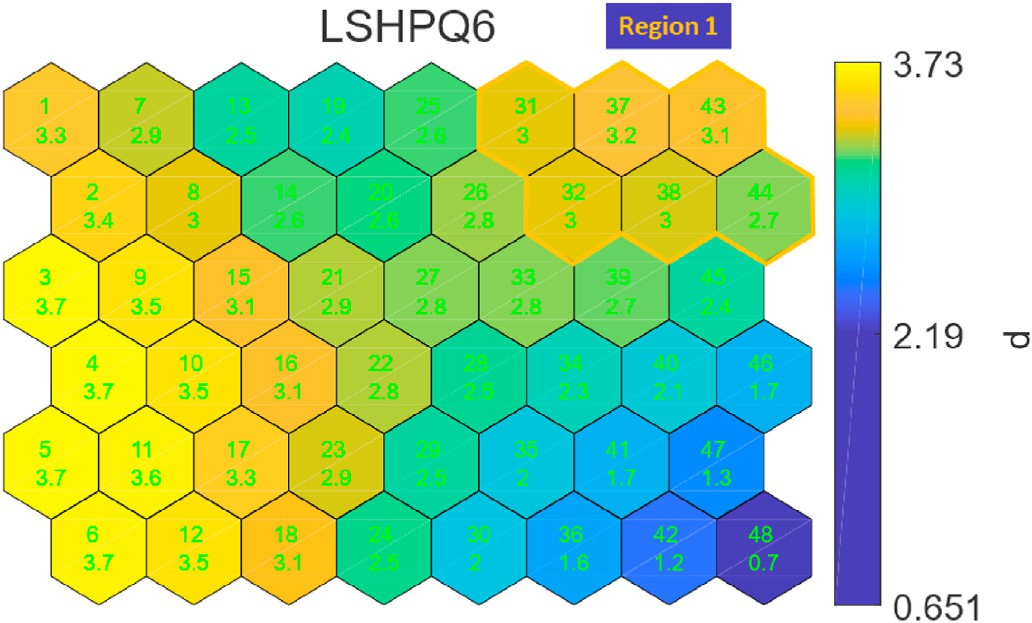 LSHPQ6
Region 1
1 7 13 19 25 31 37 43
3.3 2.9 2.5 2.4 2.6 3 3.2 3.1
2 8 14 20 26 32 38 44
3.4 3 2.6 2.6 2.8 3 3 2.7
3 9 15 21 27 33 39 45
3.7 3.5 3.1 2.9 2.8 2.8 2.7 2.4
4 10 16 22 28 34 40 46
3.7 3.5 3.1 2.8 2.5 2.3 2.1 1.7
5 11 17 23 29 35 41 47
3.7 3.6 3.3 2.9 2.5 2 1.7 1.3
6 12 18 24 30 36 42 48
3.7 3.5 3.1 2.5 2 1.6 1.2 0.7
3.73
2.19
d
0.651